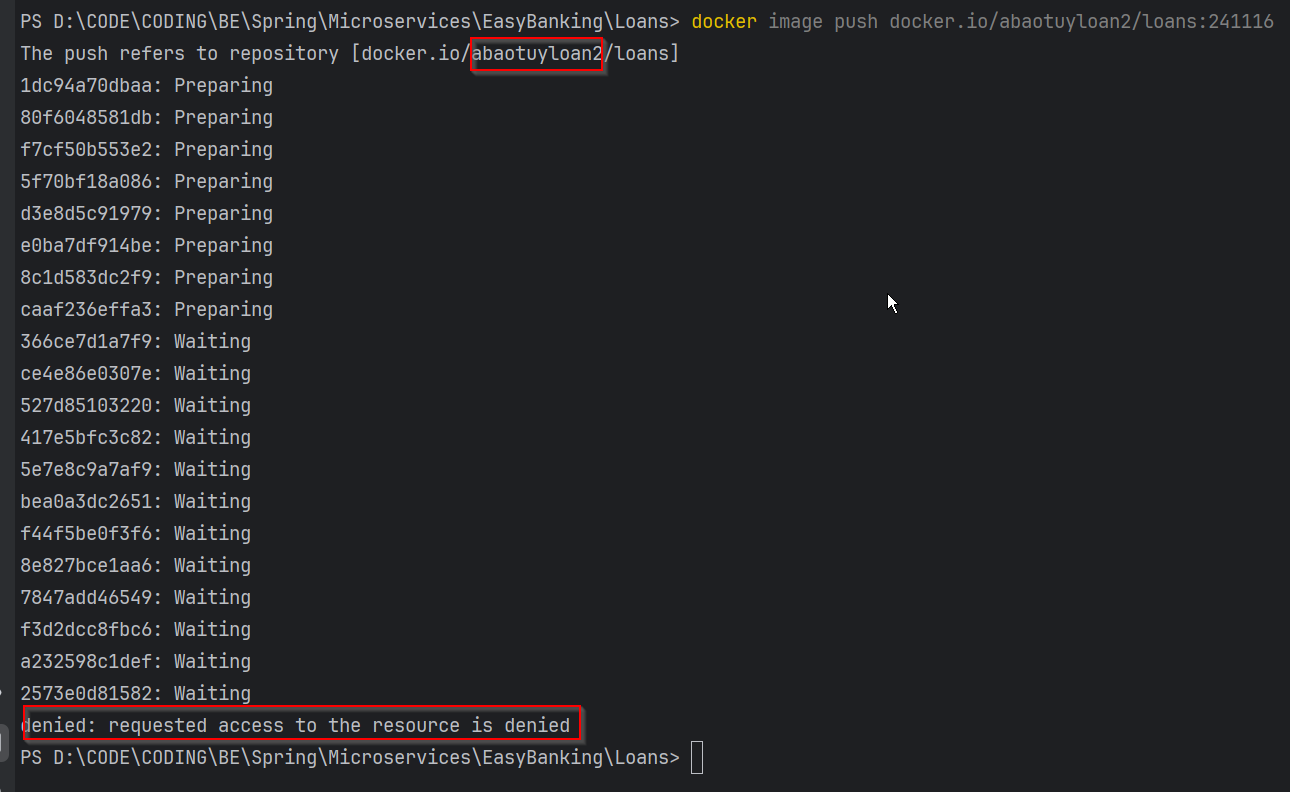 PS D:\CODE\CODING\BE\Spring\Microservices\EasyBanking\Loans> docker image push docker.io/abaotuyloan2/loans:241116
The push refers to repository [docker.io/abaotuyloan2/loans]
1dc94a70dbaa: Preparing
80f6048581db: Preparing
f7cf50b553e2: Preparing
5f70bf18a086: Preparing
d3e8d5c91979: Preparing
e0ba7df914be: Preparing
8c1d583dc2f9: Preparing
caaf236effa3: Preparing
366ce7d1a7f9: Waiting
ce4e86e0307e: Waiting
527d85103220: Waiting
417e5bfc3c82: Waiting
5e7e8c9a7af9: Waiting
bea0a3dc2651: Waiting
f44f5be0f3f6: Waiting
8e827bce1aa6: Waiting
7847add46549: Waiting
f3d2dcc8fbc6: Waiting
a232598c1def: Waiting
2573e0d81582: Waiting
denied: requested access to the resource is denied
PS D:\CODE\CODING\BE\Spring\Microservices\EasyBanking\Loans>